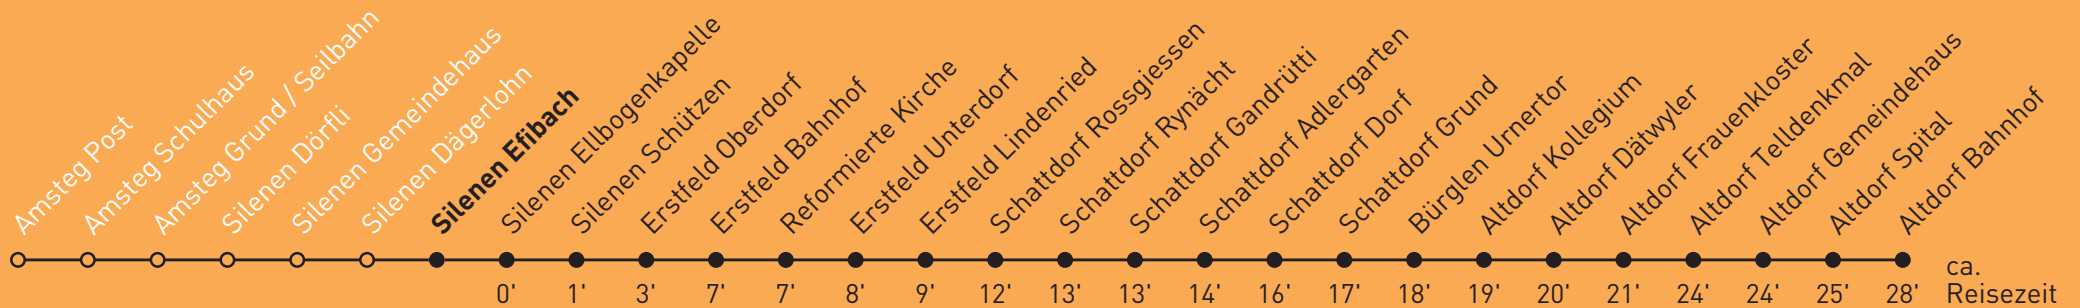 Amsteg Post
Amsteg Schulhaus
Amsteg Grund / Seilbahn
Silenen Dörfli
Silenen Gemeindehaus
Silenen Dägerlohn
Silenen Efibach
Silenen Ellbogenkapelle
Silenen Schützen
Erstfeld Oberdorf
Erstfeld Bahnhof
Reformierte Kirche
Erstfeld Unterdorf
Erstfeld Lindenried
Schattdorf Rossgiessen
Schattdorf Rynächt
Schattdorf Gandrütti
Schattdorf Adlergarten
Schattdorf Dorf
Schattdorf Grund
Bürglen Urnertor
Altdorf Kollegium
Altdorf Dätwyler
Altdorf Frauenkloster
Altdorf Telldenkmal
Altdorf Gemeindehaus
Altdorf Spital
Altdorf Bahnhof
0' 1' 3' 7' 7' 8' 9' 12' 13' 13' 14' 16' 17' 18' 19' 20' 21' 24' 24' 25' 28'
ca.
Reisezeit